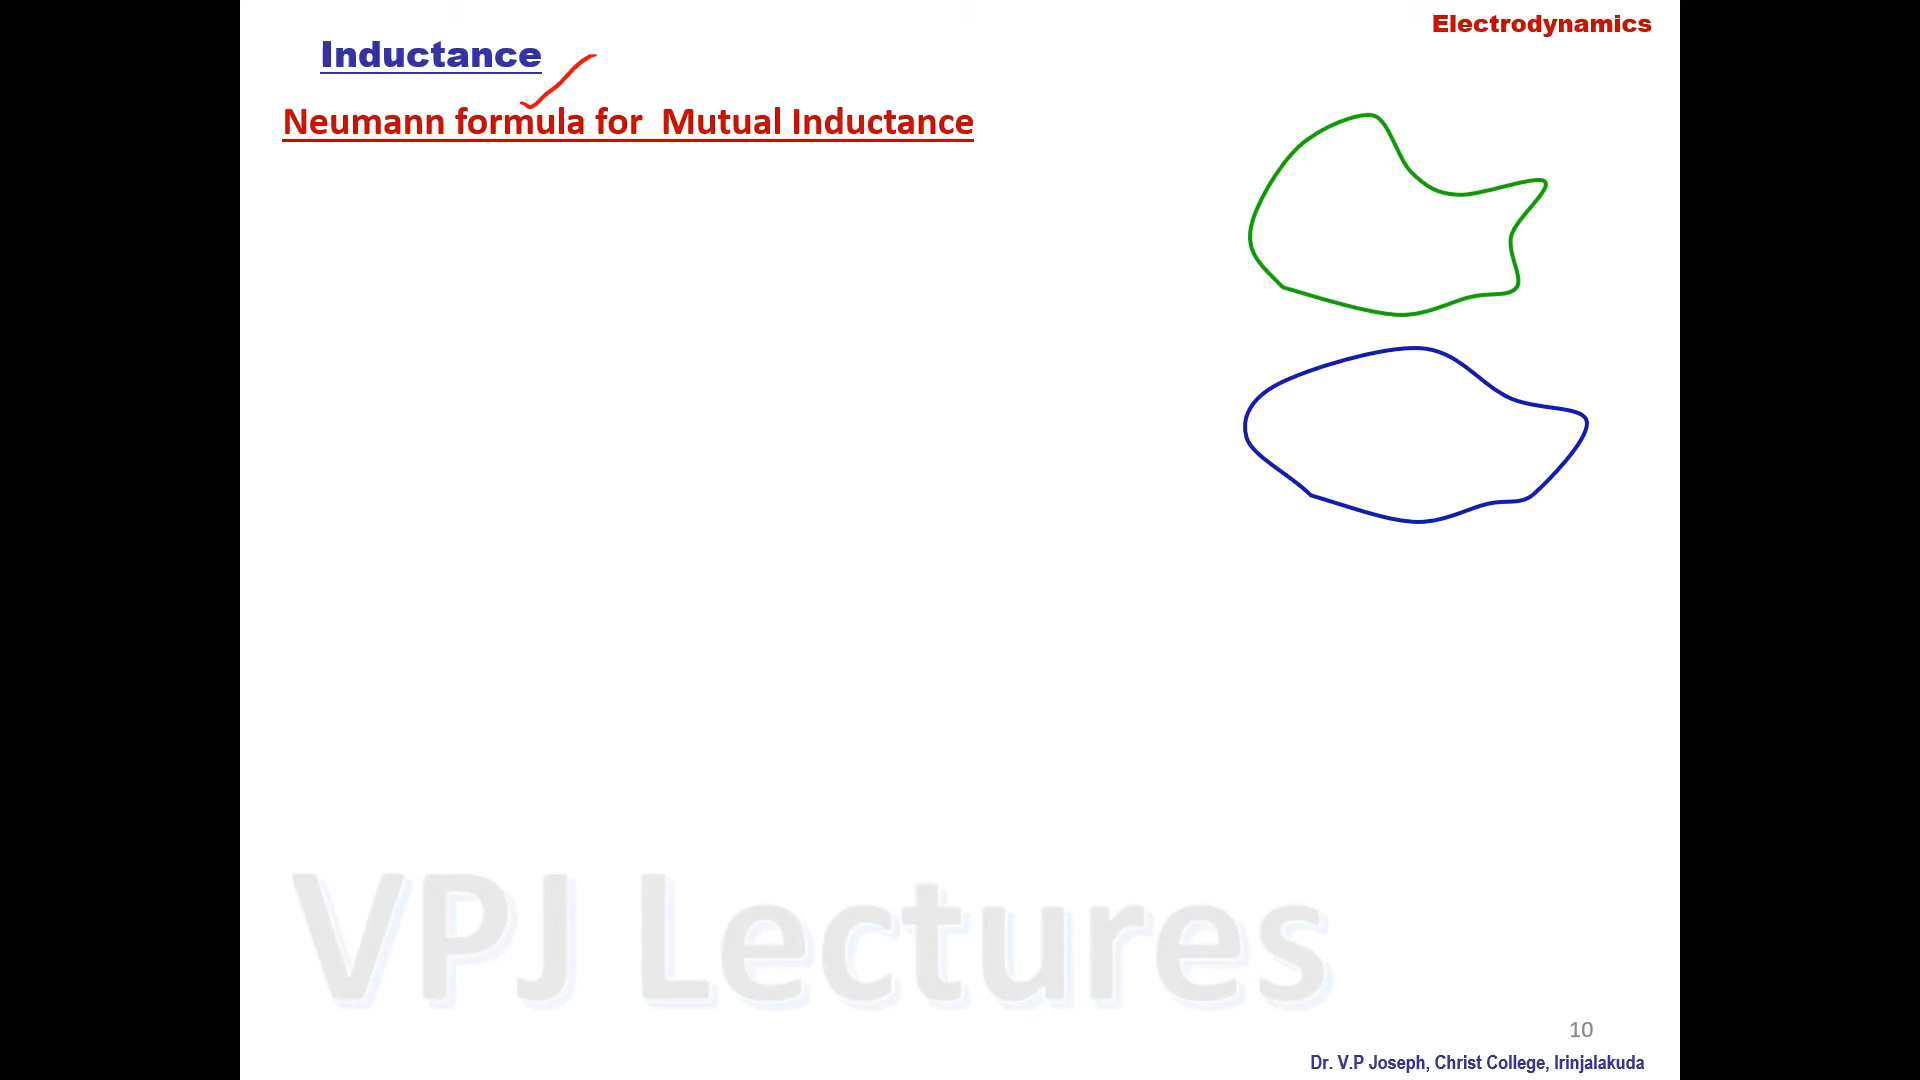 Electrodynamics
Inductance
Neumann formula for Mutual Inductance
VPJ Lectures
10
Dr. V.P Joseph, Christ College, Irinjalakuda